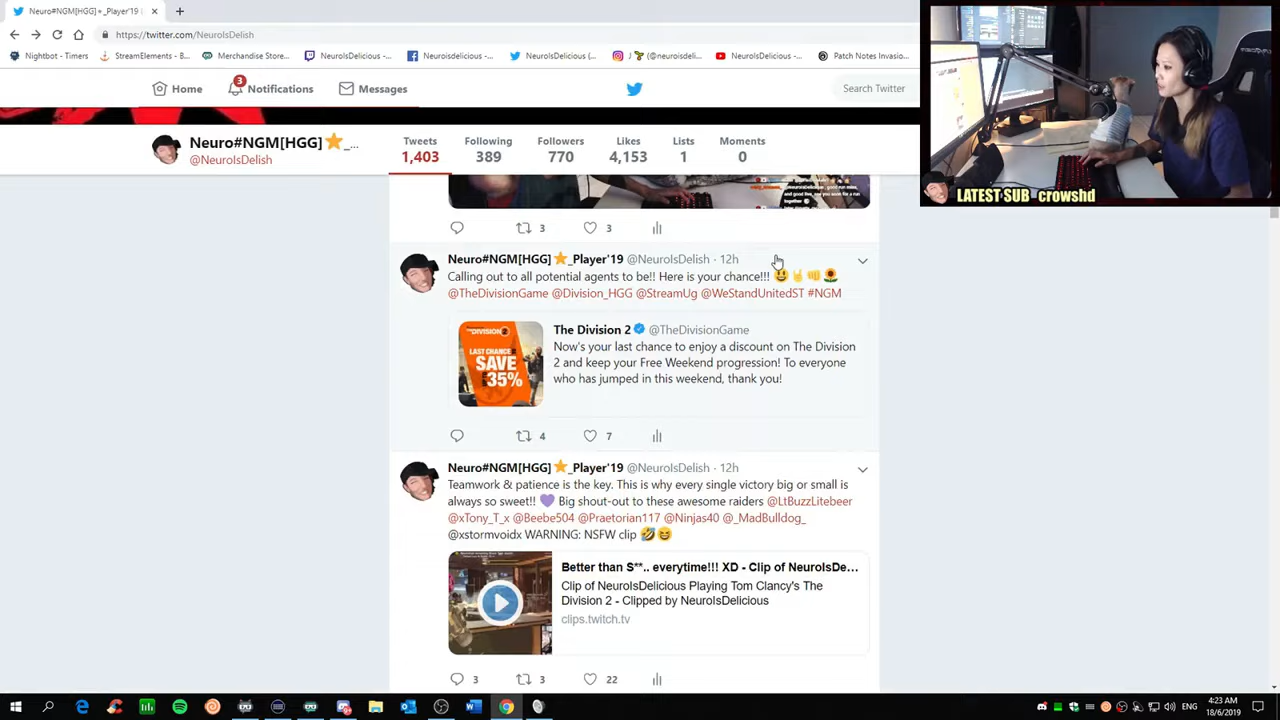 Neuro#NGM[HGG]⭐_Player'19 (
https://twitter.com/NeuroIsDelish
Nightbot - Timers
StreamElements - B...
Merchandise Store...
NeuroIsDelicious -...
Neuroisdelicious -...
NeuroIsDelicious (...
(@neuroisdeli...
NeuroIsDelicious -...
Patch Notes Invasio...
Home
3
Notifications
Messages
Search Twitter
Neuro#NGM[HGG]⭐_...
@NeuroIsDelish
Tweets
1,403
Following
389
Followers
770
Likes
4,153
Lists
1
Moments
0
LATEST SUB crowshd
3
3
Neuro#NGM[HGG]⭐_Player'19 @NeuroIsDelish · 12h
Calling out to all potential agents to be!! Here is your chance!!! 😃🤘👊🌻
@TheDivisionGame @Division_HGG @StreamUg @WeStandUnitedST #NGM
LAST CHANCE
SAVE
35%
The Division 2 @TheDivisionGame
Now's your last chance to enjoy a discount on The Division
2 and keep your Free Weekend progression! To everyone
who has jumped in this weekend, thank you!
4
7
Neuro#NGM[HGG]⭐_Player'19 @NeuroIsDelish · 12h
Teamwork & patience is the key. This is why every single victory big or small is
always so sweet!! 💜 Big shout-out to these awesome raiders @LtBuzzLitebeer
@xTony_T_x @Beebe504 @Praetorian117 @Ninjas40 @_MadBulldog_
@xstormvoidx WARNING: NSFW clip 🤣😆
Better than S**.. everytime!!! XD - Clip of NeuroIsDe...
Clip of NeuroIsDelicious Playing Tom Clancy's The
Division 2 - Clipped by NeuroIsDelicious
clips.twitch.tv
3
3
22
4:23 AM
18/6/2019